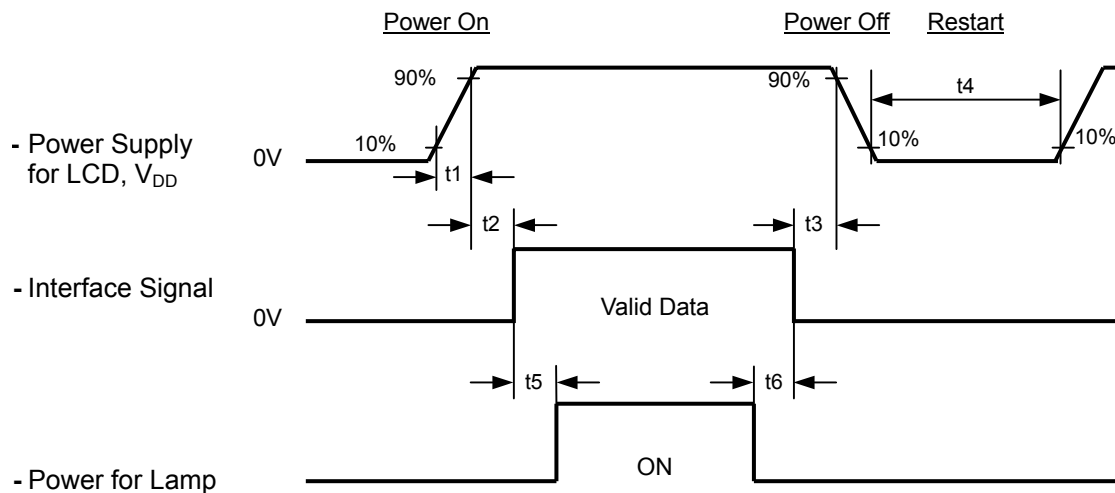 Power On
Power Off
Restart
90%
90%
t4
10%
10%
10%
- Power Supply
for LCD, VDD
0V
t1
t2
t3
- Interface Signal
0V
Valid Data
t5
t6
- Power for Lamp
ON